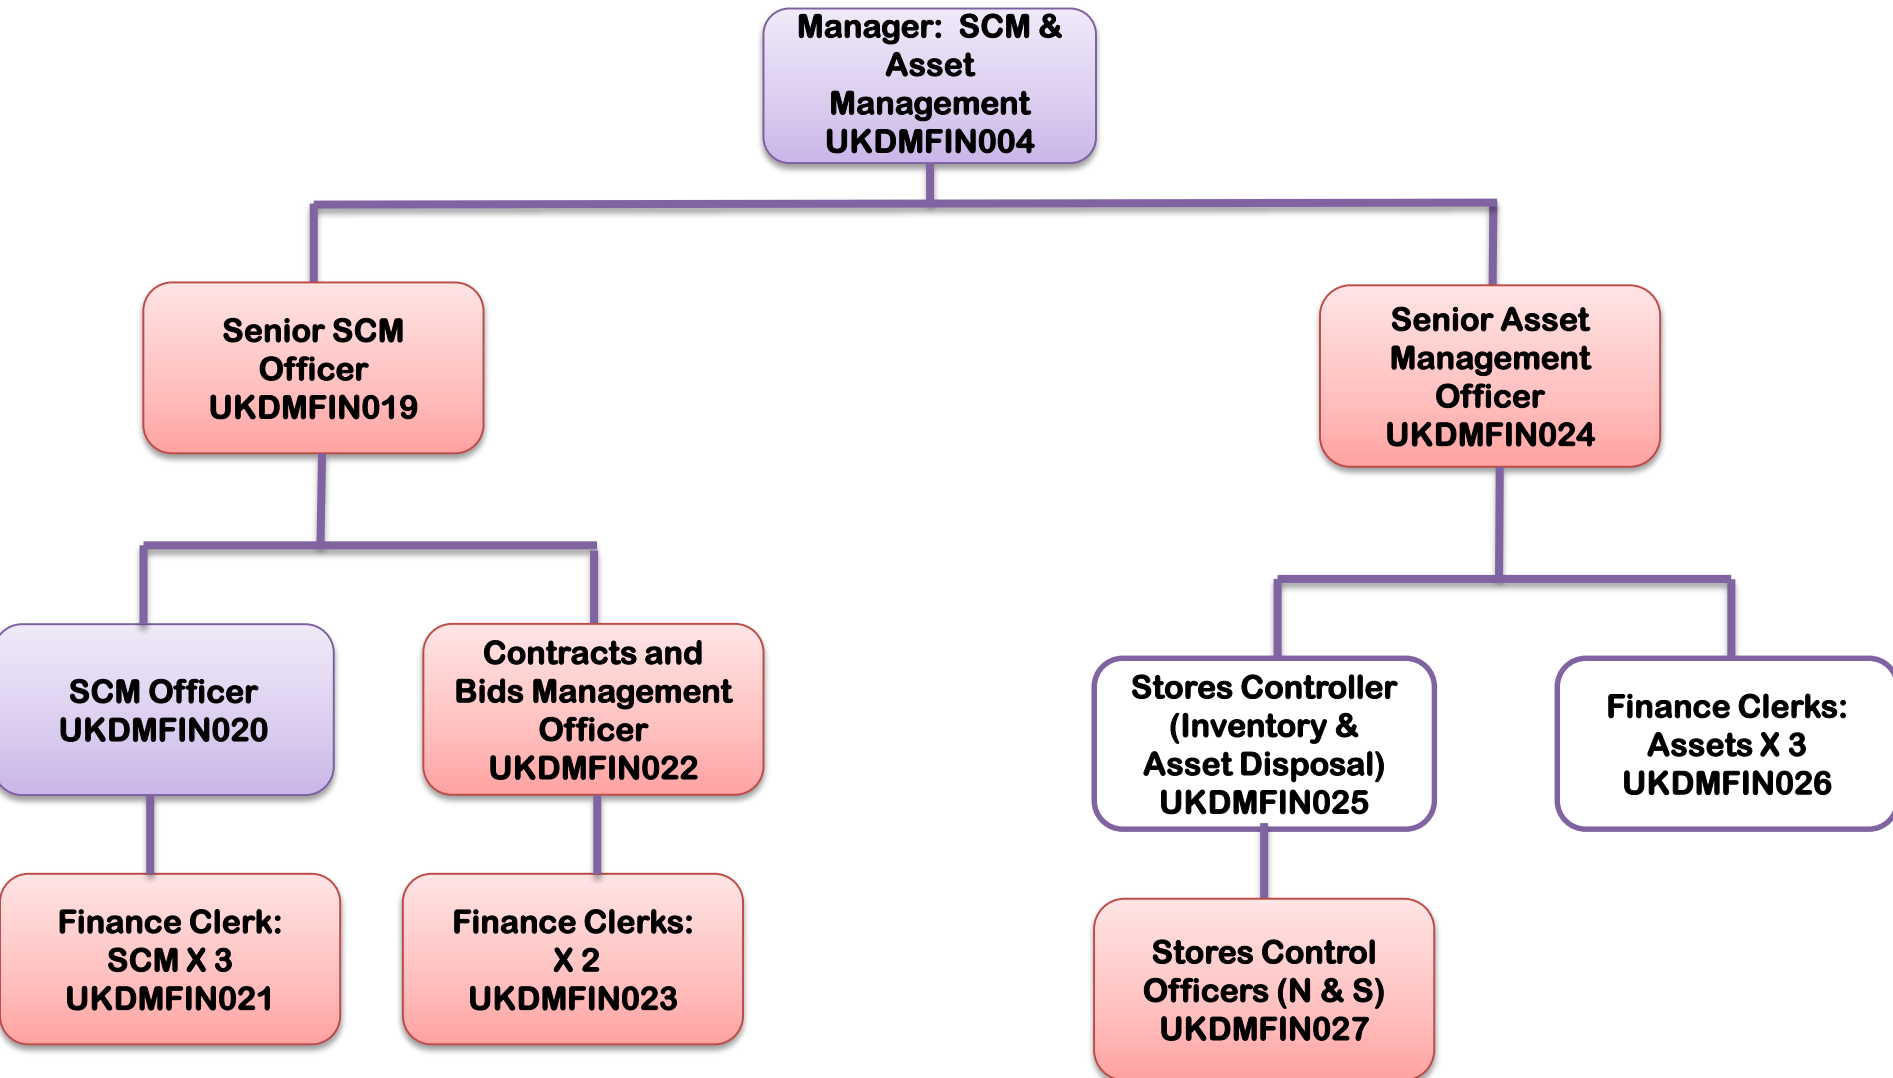 Manager:  SCM &
Asset
Management
UKDMFIN004
Senior SCM
Officer
UKDMFIN019
Senior Asset
Management
Officer
UKDMFIN024
SCM Officer
UKDMFIN020
Contracts and
Bids Management
Officer
UKDMFIN022
Stores Controller
(Inventory &
Asset Disposal)
UKDMFIN025
Finance Clerks:
Assets X 3
UKDMFIN026
Finance Clerk:
SCM X 3
UKDMFIN021
Finance Clerks:
X 2
UKDMFIN023
Stores Control
Officers (N & S)
UKDMFIN027